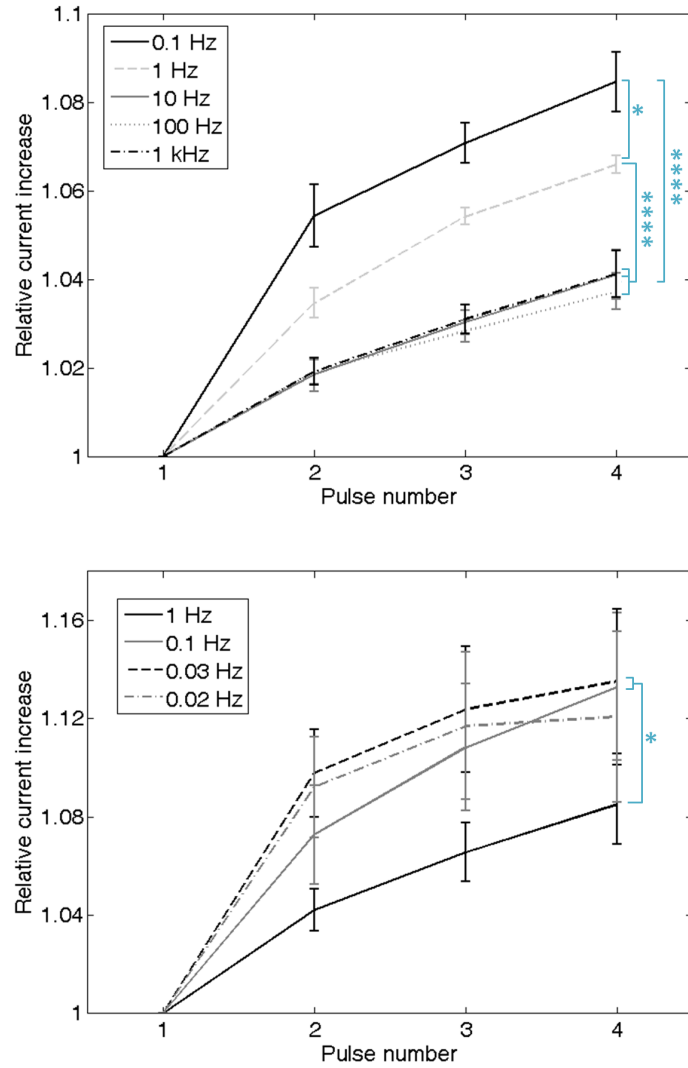 1.1
0.1 Hz
1 Hz
10 Hz
100 Hz
1 kHz
1.08
1.06
1.04
1.02
1
Relative current increase
*
****
****
1 2 3 4
Pulse number
1 Hz
0.1 Hz
0.03 Hz
0.02 Hz
1.16
1.12
1.08
1.04
1
Relative current increase
*
1 2 3 4
Pulse number